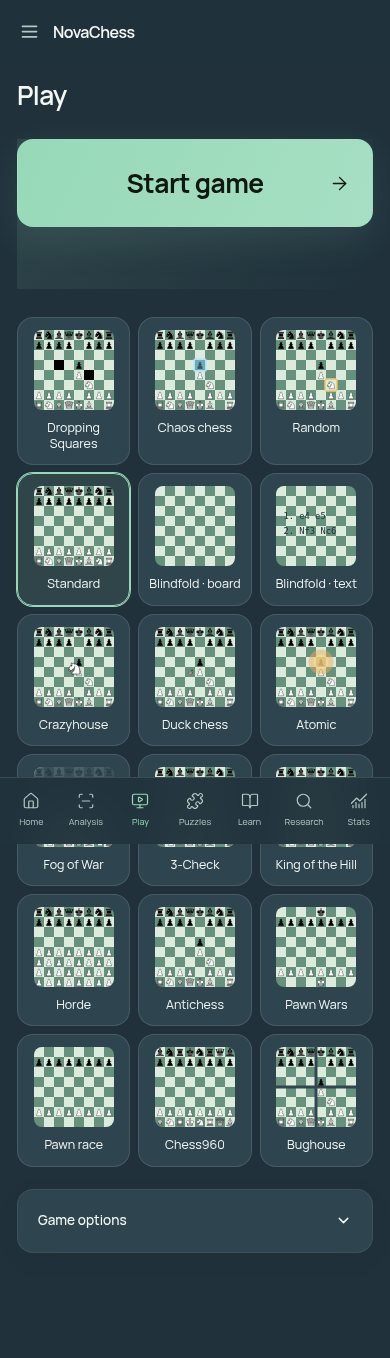 NovaChess
Play
Start game
Dropping
Squares
Chaos chess
Random
Standard
Blindfold · board
1. e4 e5
2. Nf3 Nc6
Blindfold · text
Crazyhouse
Duck chess
Atomic
Home
Analysis
Play
Puzzles
Learn
Research
Stats
Fog of War
3-Check
King of the Hill
Horde
Antichess
Pawn Wars
Pawn race
Chess960
Bughouse
Game options